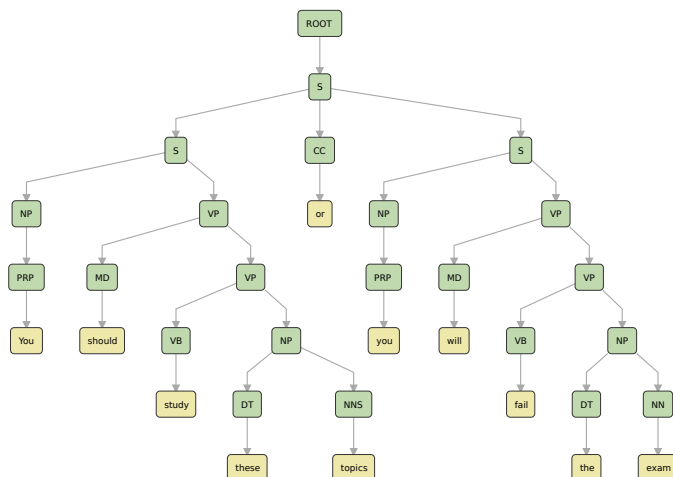 ROOT
S
S CC S
NP VP or NP VP
PRP MD VP PRP MD VP
You should VB NP you will VB NP
study DT NNS fail DT NN
these topics the exam